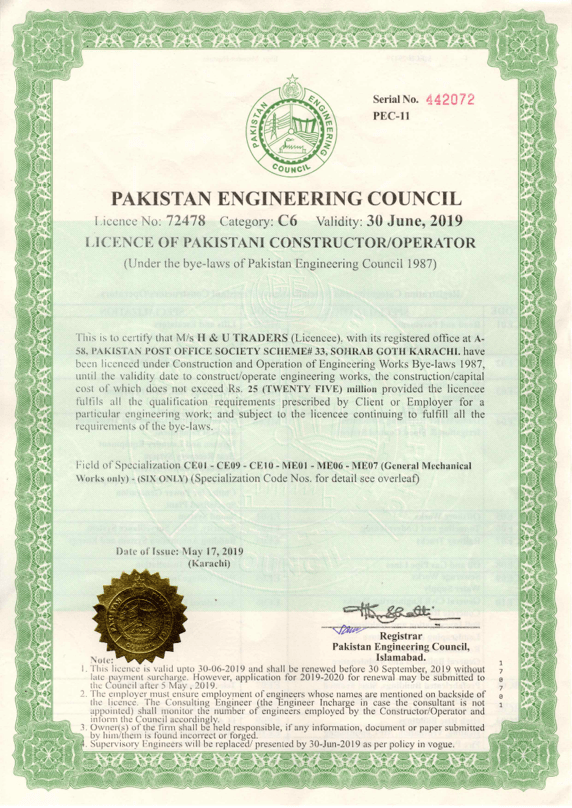 Serial No. 442072
PEC-11
PAKISTAN ENGINEERING
COUNCIL
PAKISTAN ENGINEERING COUNCIL
Licence No: 72478 Category: C6 Validity: 30 June, 2019
LICENCE OF PAKISTANI CONSTRUCTOR/OPERATOR
(Under the bye-laws of Pakistan Engineering Council 1987)
This is to certify that M/s H & U TRADERS (Licencee), with its registered office at A-
58, PAKISTAN POST OFFICE SOCIETY SCHEME# 33, SOHRAB GOTH KARACHI. have
been licenced under Construction and Operation of Engineering Works Bye-laws 1987,
until the validity date to construct/operate engineering works, the construction/capital
cost of which does not exceed Rs. 25 (TWENTY FIVE) million provided the licencee
fulfils all the qualification requirements prescribed by Client or Employer for a
particular engineering work; and subject to the licencee continuing to fulfill all the
requirements of the bye-laws.
Field of Specialization CE01 - CE09 - CE10 - ME01 - ME06 - ME07 (General Mechanical
Works only) - (SIX ONLY) (Specialization Code Nos. for detail see overleaf)
Date of Issue: May 17, 2019
(Karachi)
Registrar
Pakistan Engineering Council,
Islamabad.
Note:
1. This licence is valid upto 30-06-2019 and shall be renewed before 30 September, 2019 without
late payment surcharge. However, application for 2019-2020 for renewal may be submitted to
the Council after 5 May , 2019.
2. The employer must ensure employment of engineers whose names are mentioned on backside of
the licence. The Consulting Engineer (the Engineer Incharge in case the consultant is not
appointed) shall monitor the number of engineers employed by the Constructor/Operator and
inform the Council accordingly.
3. Owner(s) of the firm shall be held responsible, if any information, document or paper submitted
by him/them is found incorrect or forged.
4. Supervisory Engineers will be replaced/ presented by 30-Jun-2019 as per policy in vogue.
1
7
0
7
0
1